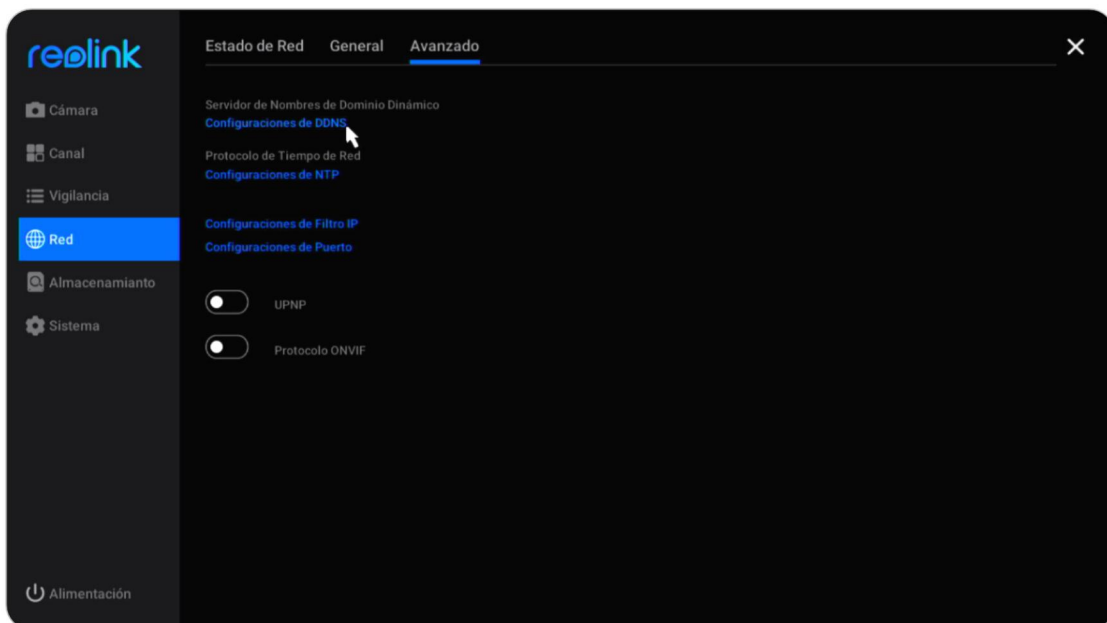 reolink
Estado de Red General Avanzado
Cámara
Canal
Vigilancia
Red
Almacenamianto
Sistema
Alimentación
Servidor de Nombres de Dominio Dinámico
Configuraciones de DDNS
Protocolo de Tiempo de Red
Configuraciones de NTP
Configuraciones de Filtro IP
Configuraciones de Puerto
UPNP
Protocolo ONVIF